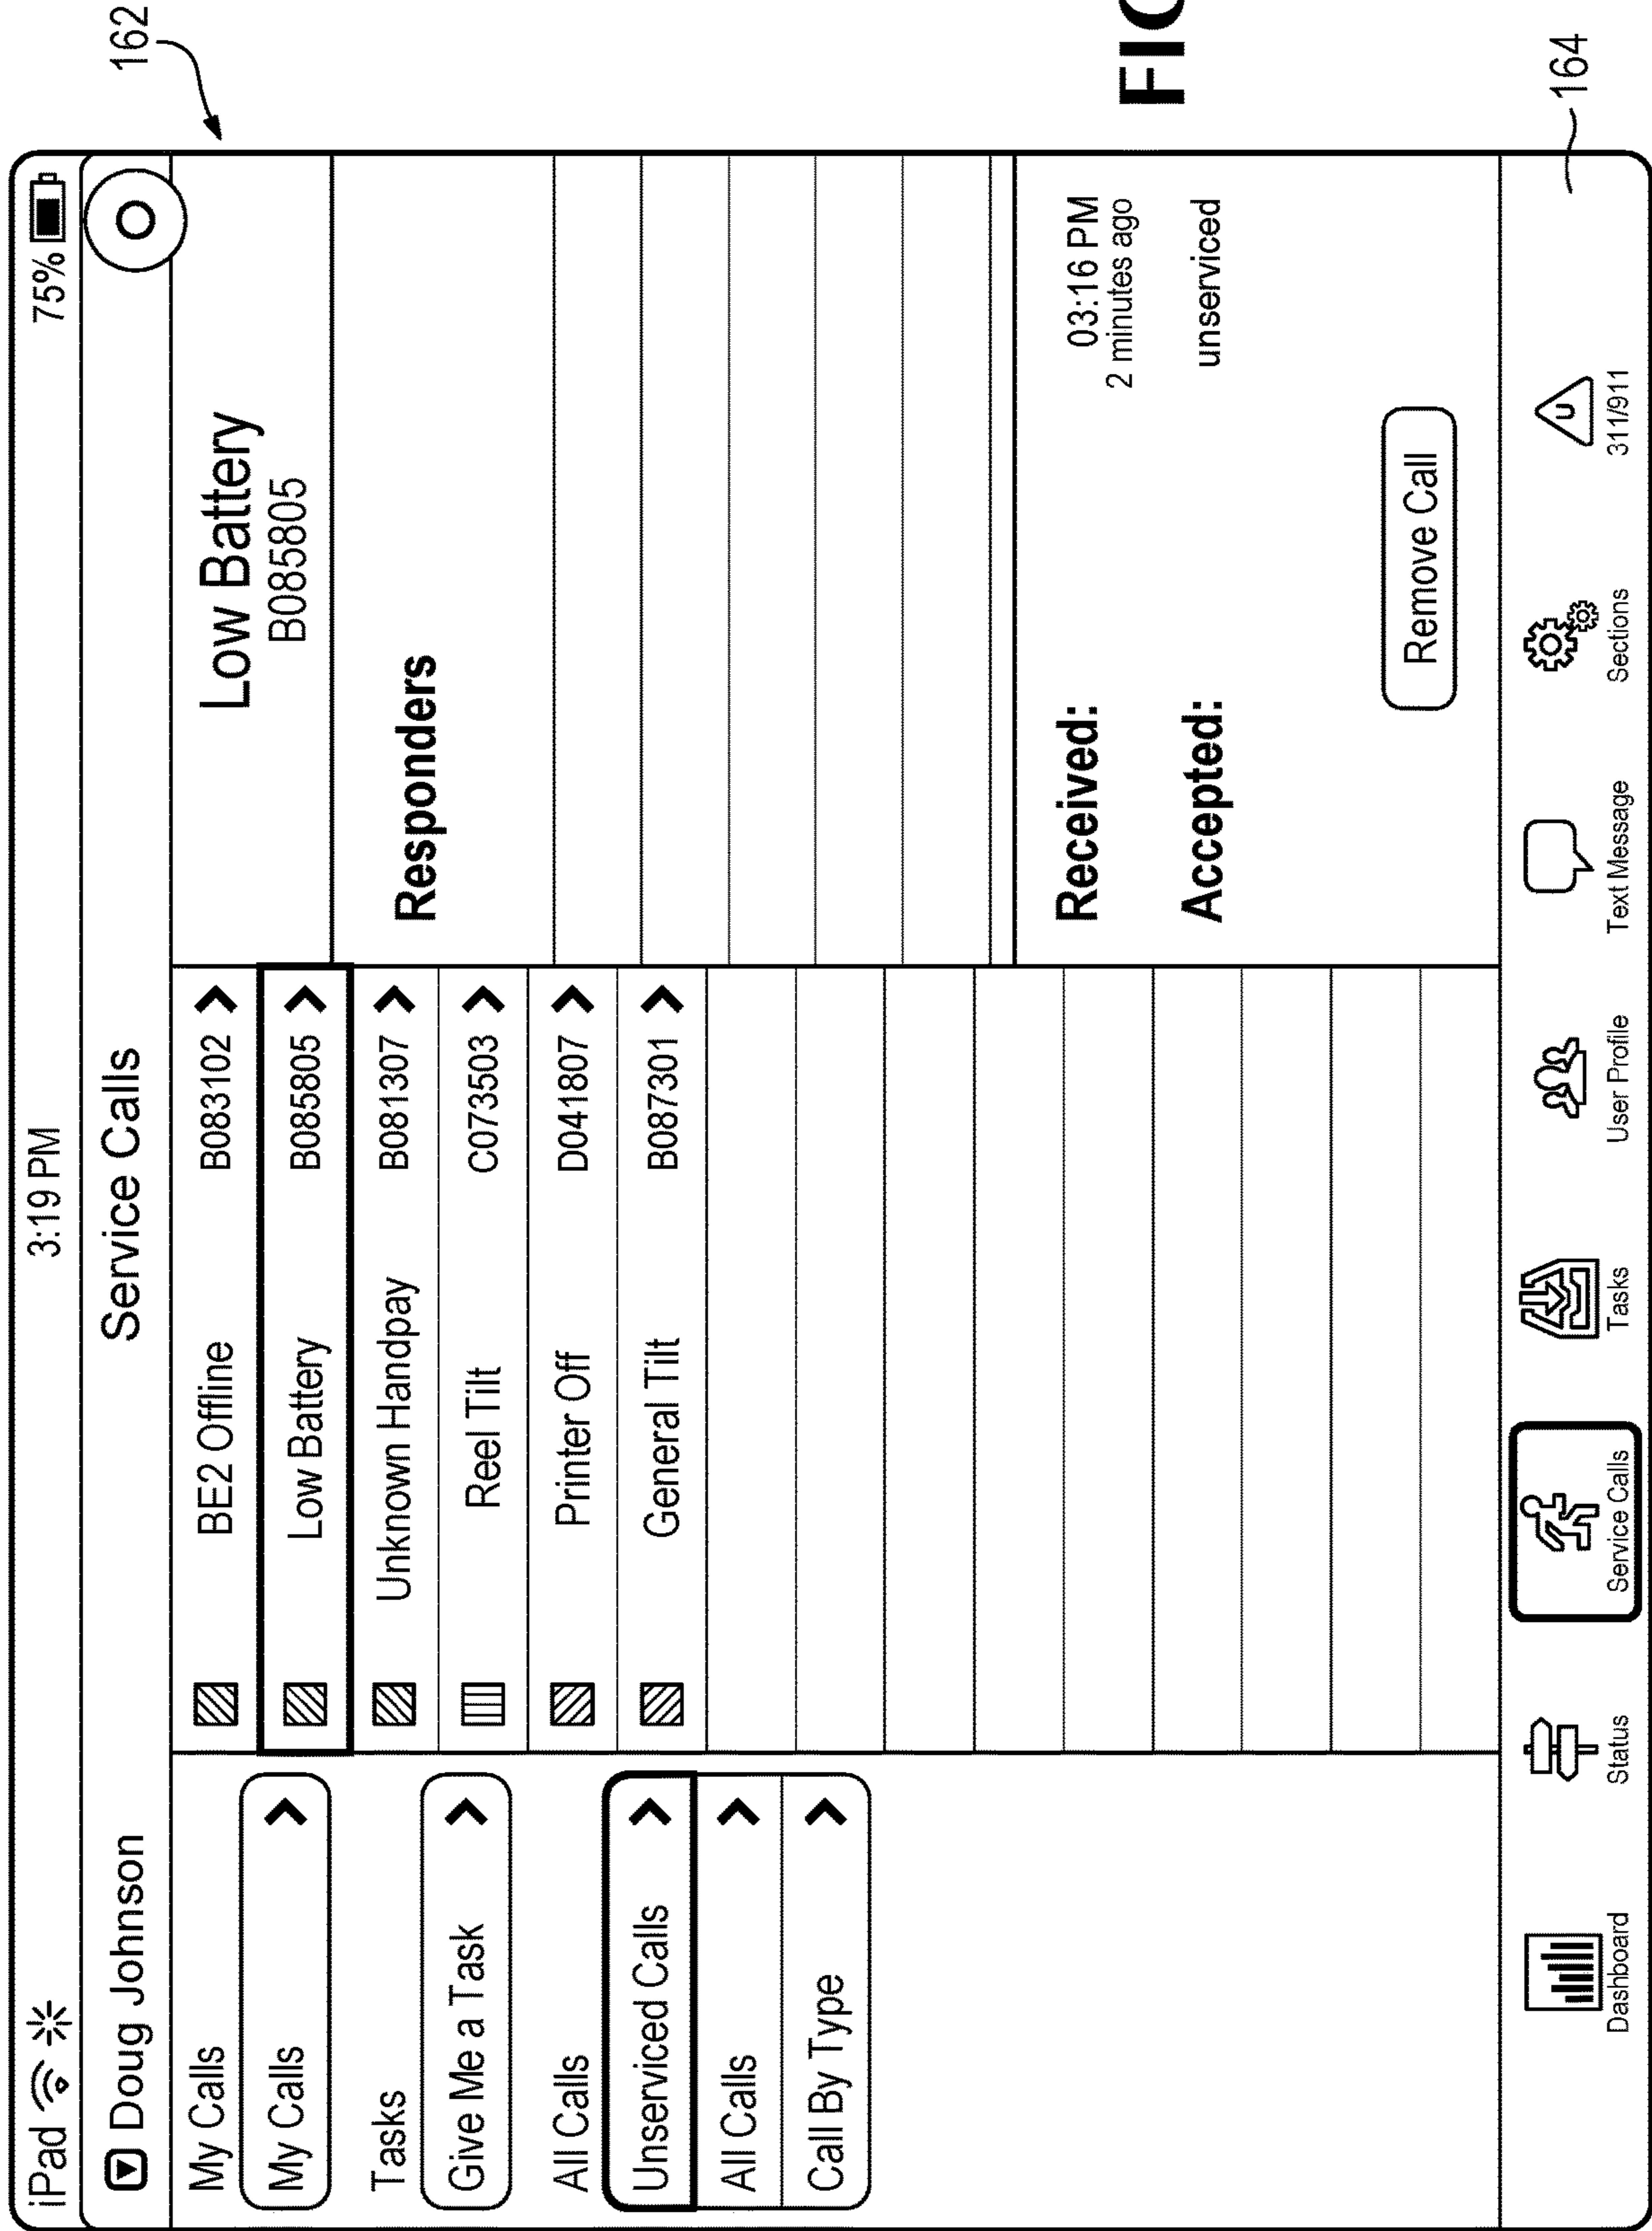 iPad 3:19 PM 75%
Doug Johnson Service Calls
162
My Calls
My Calls
Tasks
Give Me a Task
All Calls
Unserviced Calls
All Calls
Call By Type
BE2 Offline B083102
Low Battery B085805
Unknown Handpay B081307
Reel Tilt C073503
Printer Off D041807
General Tilt B087301
Low Battery
B085805
Responders
Received: 03:16 PM
2 minutes ago
Accepted: unserviced
Remove Call
Dashboard Status Service Calls Tasks User Profile Text Message Sections 311/911
164